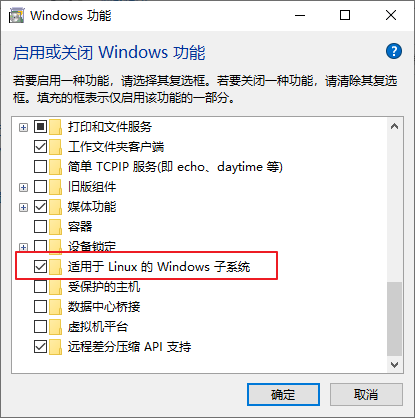 Windows 功能
启用或关闭 Windows 功能
若要启用一种功能，请选择其复选框。若要关闭一种功能，请清除其复选
框。填充的框表示仅启用该功能的一部分。
打印和文件服务
工作文件夹客户端
简单 TCPIP 服务(即 echo、daytime 等)
旧版组件
媒体功能
容器
设备锁定
适用于 Linux 的 Windows 子系统
受保护的主机
数据中心桥接
虚拟机平台
远程差分压缩 API 支持
确定
取消